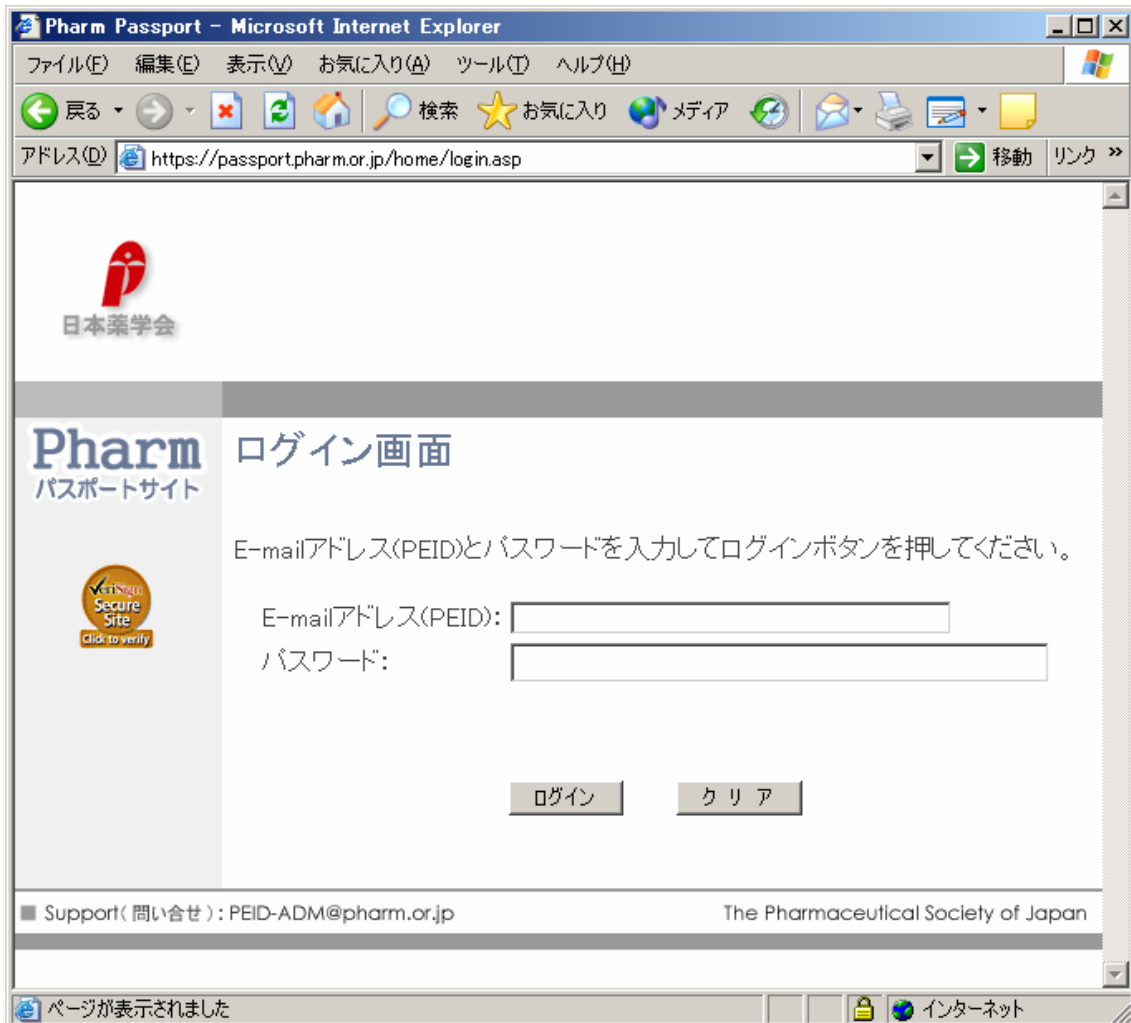 Pharm Passport - Microsoft Internet Explorer
ファイル(F) 編集(E) 表示(V) お気に入り(A) ツール(T) ヘルプ(H)
戻る 検索 お気に入り メディア
アドレス(D) https://passport.pharm.or.jp/home/login.asp 移動 リンク »
日本薬学会
Pharm
パスポートサイト
ログイン画面
E-mailアドレス(PEID)とパスワードを入力してログインボタンを押してください。
VeriSign
Secure
Site
Click to verify
E-mailアドレス(PEID):
パスワード:
ログイン クリア
Support(問い合せ): PEID-ADM@pharm.or.jp The Pharmaceutical Society of Japan
ページが表示されました インターネット